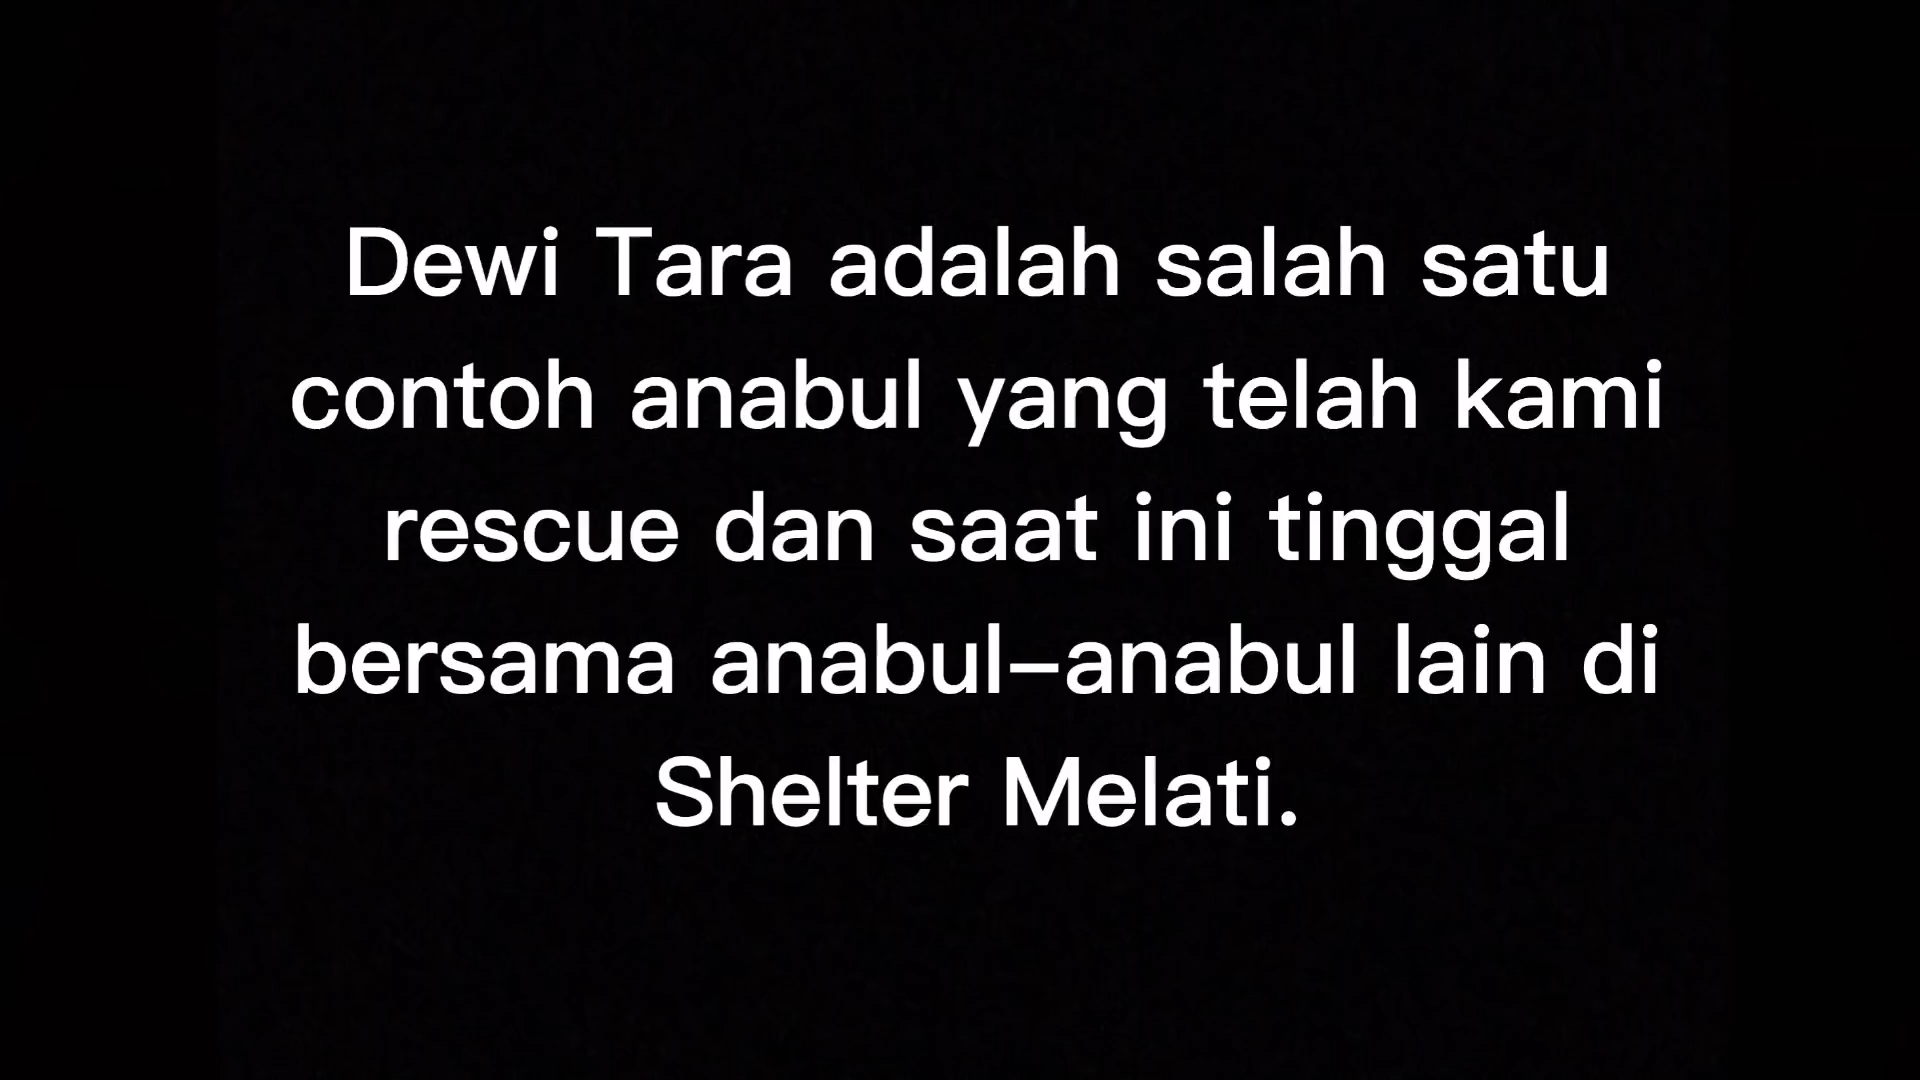 Dewi Tara adalah salah satu
contoh anabul yang telah kami
rescue dan saat ini tinggal
bersama anabul–anabul lain di
Shelter Melati.